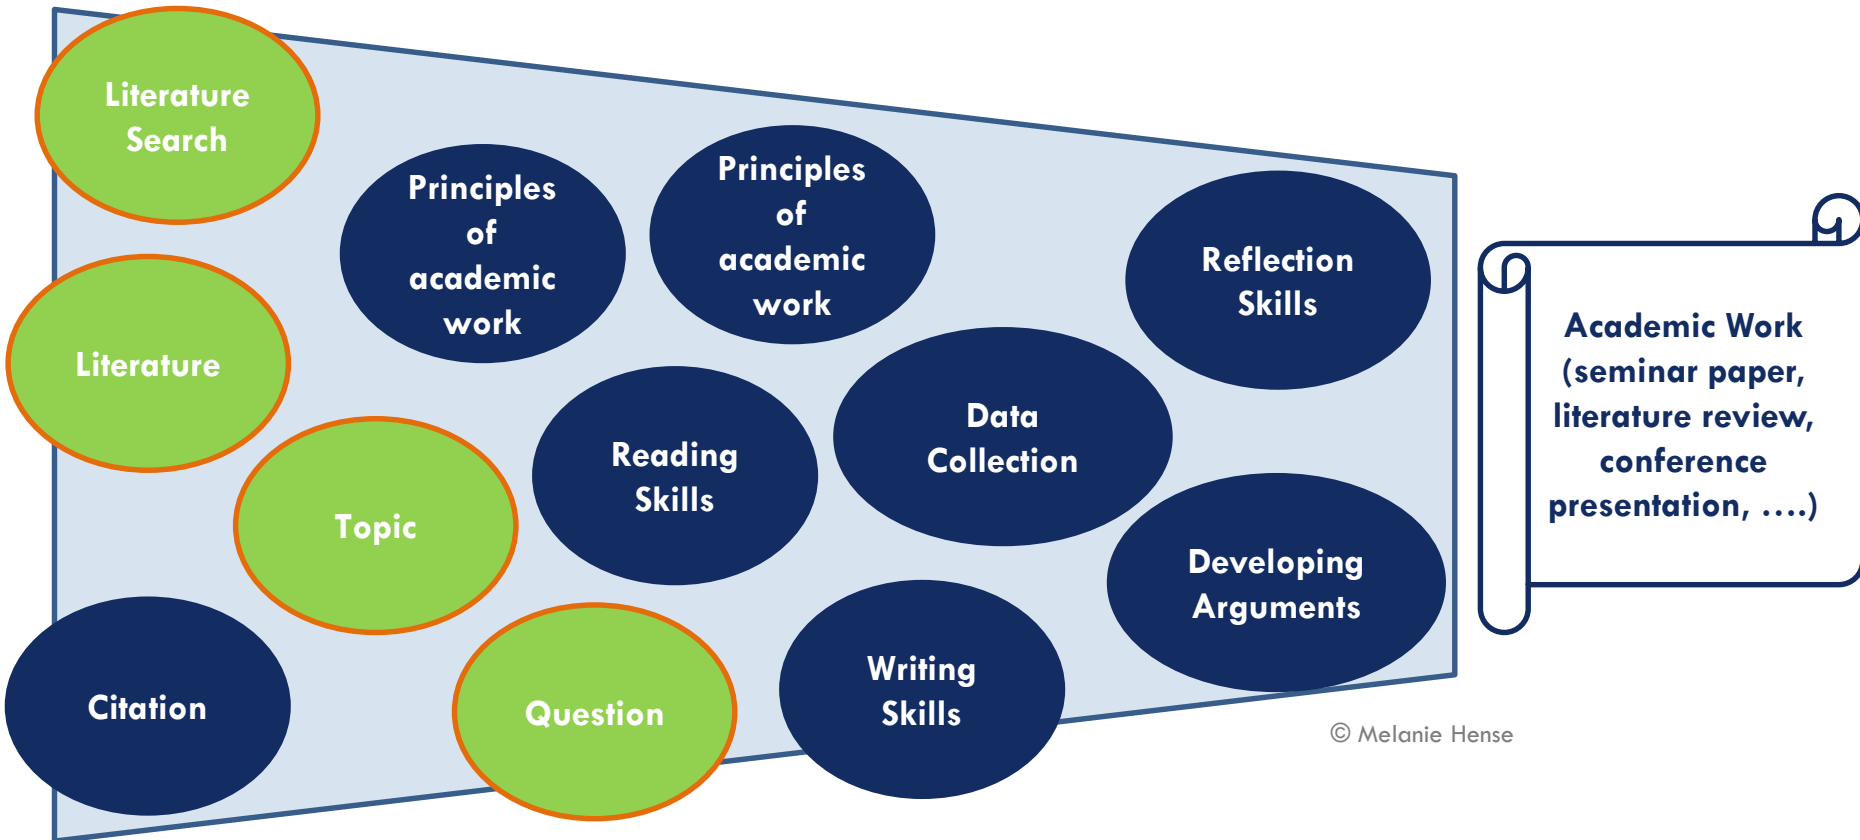 Literature
Search
Principles
of
academic
work
Principles
of
academic
work
Reflection
Skills
Literature
Topic
Reading
Skills
Data
Collection
Citation
Question
Writing
Skills
Developing
Arguments
Academic Work
(seminar paper,
literature review,
conference
presentation, ....)
© Melanie Hense